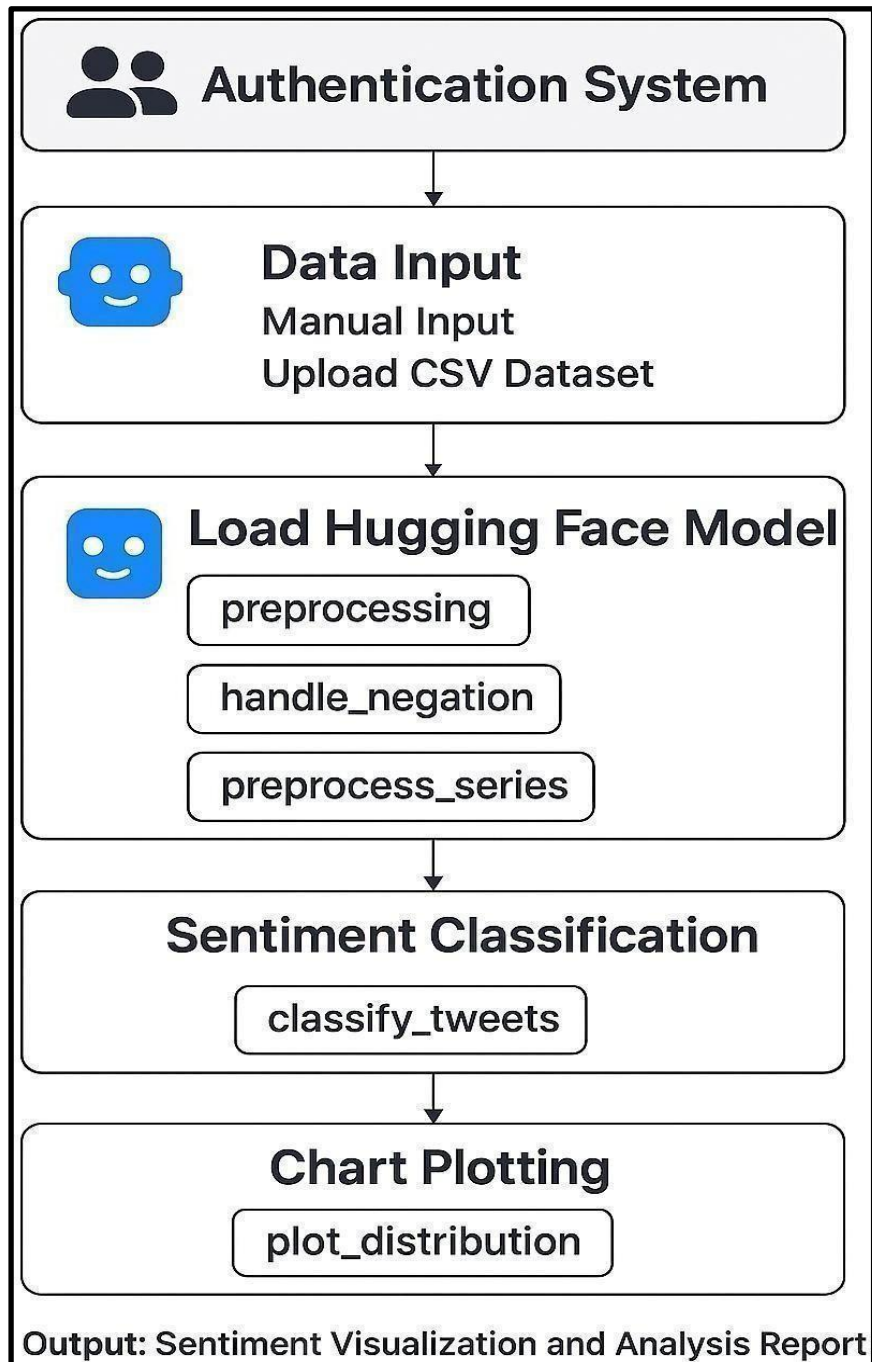 Authentication System
Data Input
Manual Input
Upload CSV Dataset
Load Hugging Face Model
preprocessing
handle_negation
preprocess_series
Sentiment Classification
classify_tweets
Chart Plotting
plot_distribution
Output: Sentiment Visualization and Analysis Report